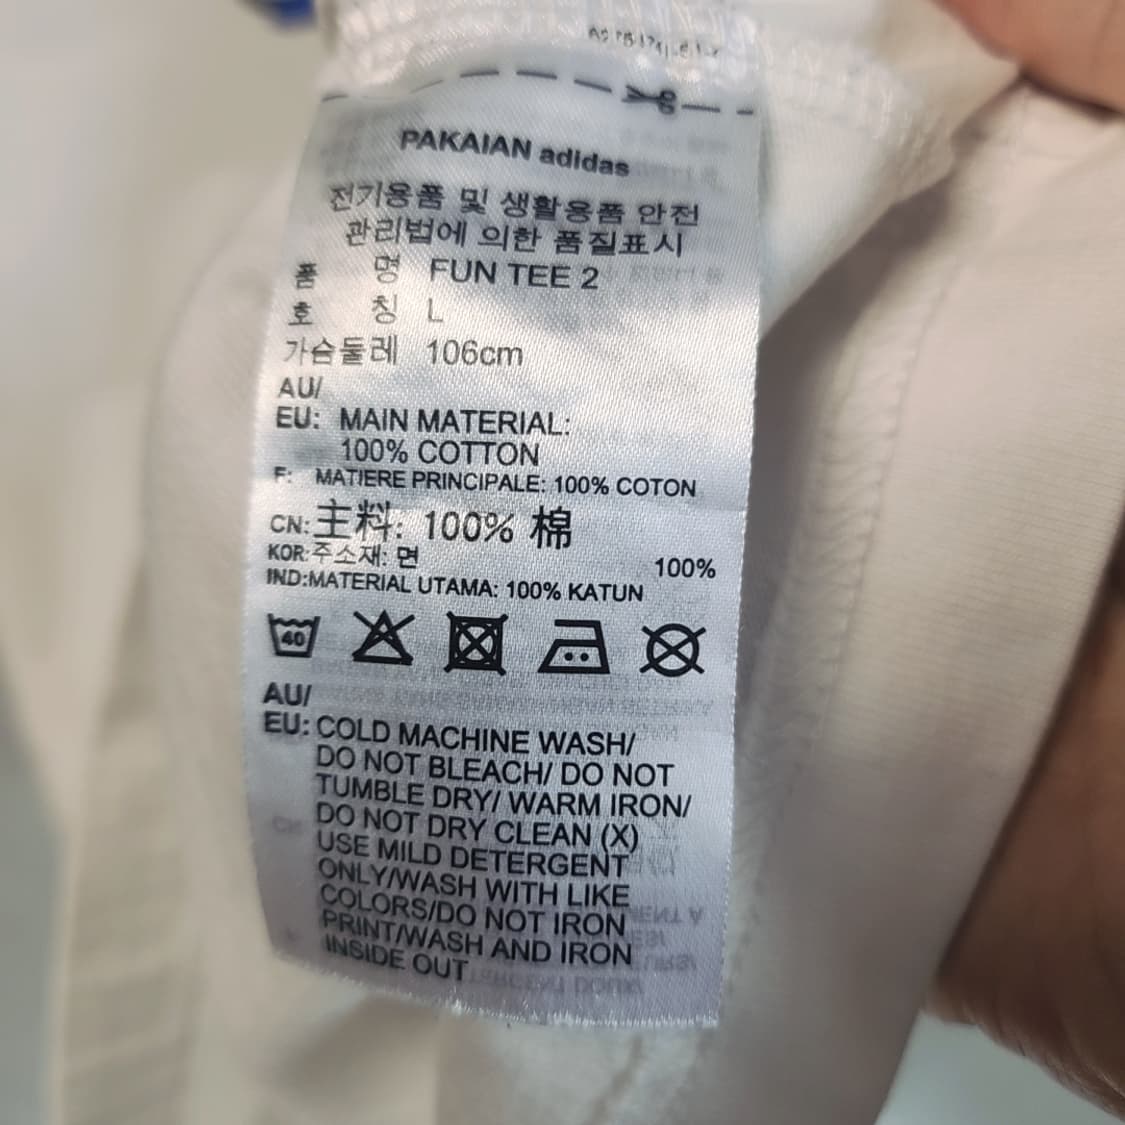 PAKAIAN adidas
전기용품 및 생활용품 안전
관리법에 의한 품질표시
품 명 FUN TEE 2
호 칭 L
가슴둘레 106cm
AU/
EU: MAIN MATERIAL:
100% COTTON
F: MATIERE PRINCIPALE: 100% COTON
CN: 主料: 100% 棉
KOR: 주소재: 면 100%
IND:MATERIAL UTAMA: 100% KATUN
40
AU/
EU: COLD MACHINE WASH/
DO NOT BLEACH/ DO NOT
TUMBLE DRY/ WARM IRON/
DO NOT DRY CLEAN (X)
USE MILD DETERGENT
ONLY/WASH WITH LIKE
COLORS/DO NOT IRON
PRINT/WASH AND IRON
INSIDE OUT